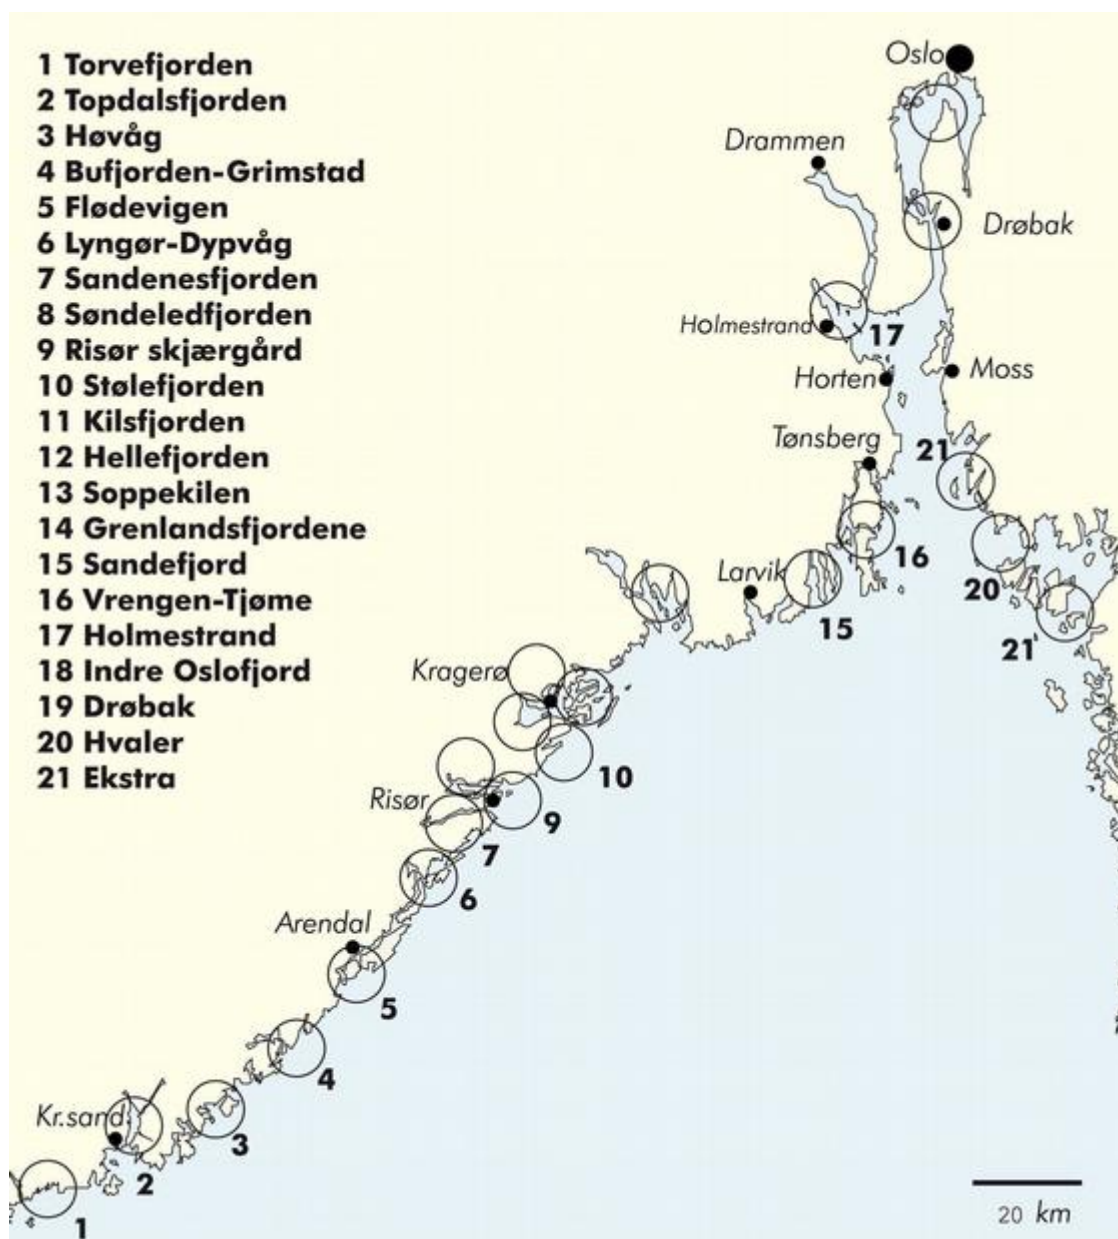 1 Torvefjorden
2 Topdalsfjorden
3 Høvåg
4 Bufjorden-Grimstad
5 Flødevigen
6 Lyngør-Dypvåg
7 Sandenesfjorden
8 Søndeledfjorden
9 Risør skjærgård
10 Stølefjorden
11 Kilsfjorden
12 Hellefjorden
13 Soppekilen
14 Grenlandsfjordene
15 Sandefjord
16 Vrengen-Tjøme
17 Holmestrand
18 Indre Oslofjord
19 Drøbak
20 Hvaler
21 Ekstra
Oslo
Drammen
Drøbak
Holmestrand
17
Horten
Moss
Tønsberg
21
16
Larvik
20
15
21
Kragerø
10
Risør
9
7
6
Arendal
5
4
Kr.sand
3
2
1
20 km